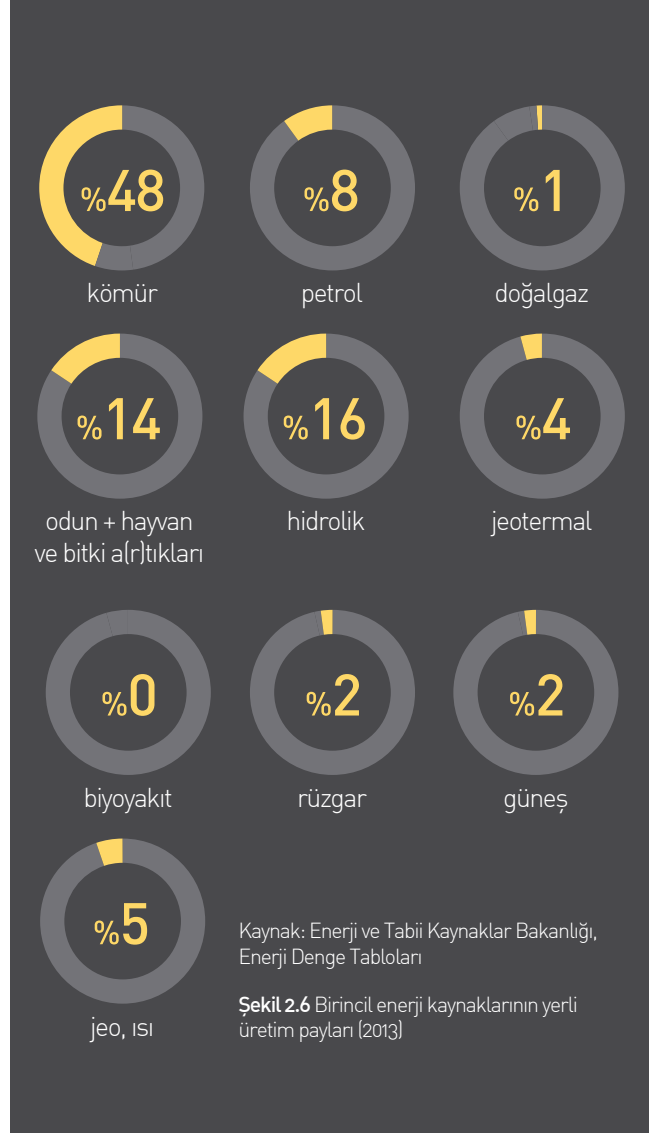 %48
kömür
%8
petrol
%1
doğalgaz
%14
odun + hayvan
ve bitki a(r)tıkları
%16
hidrolik
%4
jeotermal
%0
biyoyakıt
%2
rüzgar
%2
güneş
%5
jeo, ısı
Kaynak: Enerji ve Tabii Kaynaklar Bakanlığı,
Enerji Denge Tabloları
Şekil 2.6 Birincil enerji kaynaklarının yerli
üretim payları (2013)